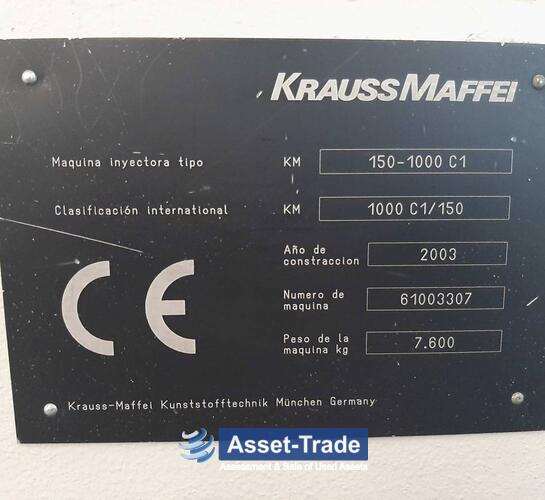 KRAUSS MAFFEI
Maquina inyectora tipo KM 150-1000 C1
Clasificación international KM 1000 C1/150
Año de
constraccion 2003
Numero de
maquina 61003307
Peso de la
maquina kg 7.600
CE
Krauss-Maffei Kunststofftechnik München Germany
Asset-Trade
Assessment & Sale of Used Assets